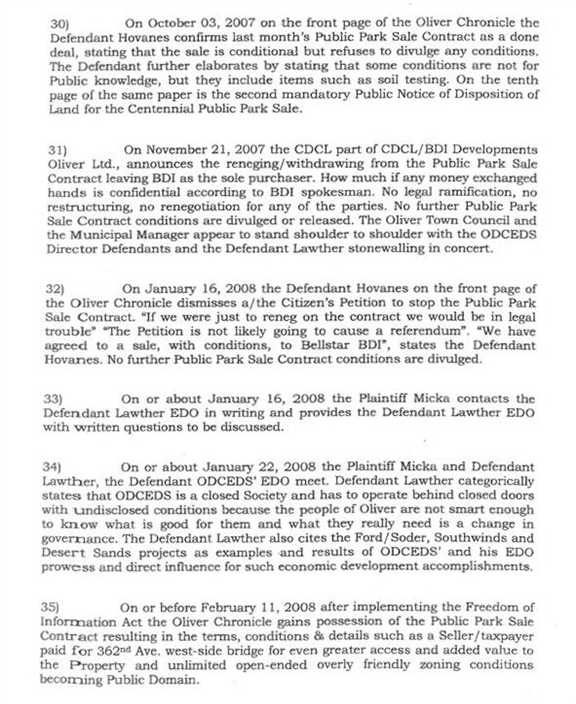 30) On October 03, 2007 on the front page of the Oliver Chronicle the
Defendant Hovanes confirms last month's Public Park Sale Contract as a done
deal, stating that the sale is conditional but refuses to divulge any conditions.
The Defendant further elaborates by stating that some conditions are not for
Public knowledge, but they include items such as soil testing. On the tenth
page of the same paper is the second mandatory Public Notice of Disposition of
Land for the Centennial Public Park Sale.
31) On November 21, 2007 the CDCL part of CDCL/BDI Developments
Oliver Ltd., announces the reneging/withdrawing from the Public Park Sale
Contract leaving BDI as the sole purchaser. How much if any money exchanged
hands is confidential according to BDI spokesman. No legal ramification, no
restructuring, no renegotiation for any of the parties. No further Public Park
Sale Contract conditions are divulged or released. The Oliver Town Council and
the Municipal Manager appear to stand shoulder to shoulder with the ODCEDS
Director Defendants and the Defendant Lawther stonewalling in concert.
32) On January 16, 2008 the Defendant Hovanes on the front page of
the Oliver Chronicle dismisses a/the Citizen's Petition to stop the Public Park
Sale Contract. "If we were just to reneg on the contract we would be in legal
trouble" "The Petition is not likely going to cause a referendum". "We have
agreed to a sale, with conditions, to Bellstar BDI", states the Defendant
Hovanes. No further Public Park Sale Contract conditions are divulged.
33) On or about January 16, 2008 the Plaintiff Micka contacts the
Defendant Lawther EDO in writing and provides the Defendant Lawther EDO
with written questions to be discussed.
34) On or about January 22, 2008 the Plaintiff Micka and Defendant
Lawther, the Defendant ODCEDS' EDO meet. Defendant Lawther categorically
states that ODCEDS is a closed Society and has to operate behind closed doors
with undisclosed conditions because the people of Oliver are not smart enough
to know what is good for them and what they really need is a change in
governance. The Defendant Lawther also cites the Ford/Soder, Southwinds and
Desert Sands projects as examples and results of ODCEDS' and his EDO
prowess and direct influence for such economic development accomplishments.
35) On or before February 11, 2008 after implementing the Freedom of
Information Act the Oliver Chronicle gains possession of the Public Park Sale
Contract resulting in the terms, conditions & details such as a Seller/taxpayer
paid for 362nd Ave. west-side bridge for even greater access and added value to
the Property and unlimited open-ended overly friendly zoning conditions
becoming Public Domain.